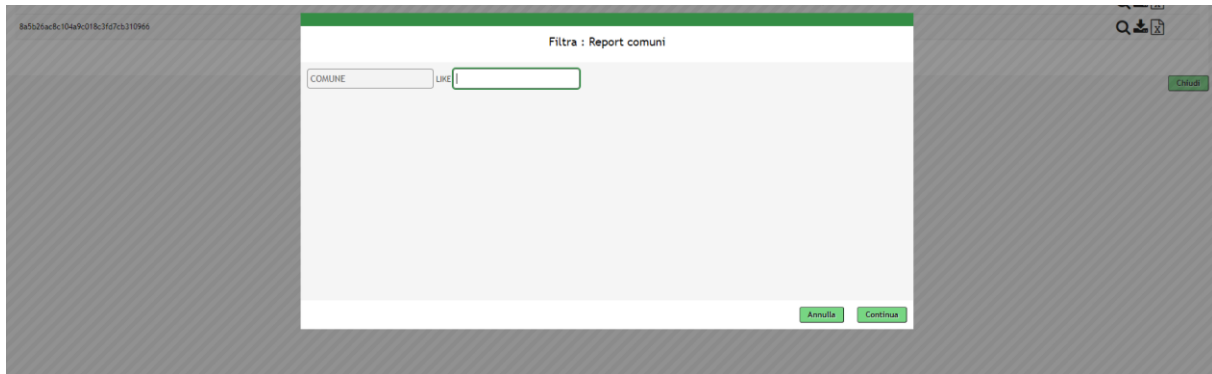 8a5b26ac8c104a9c018c3fd7cb310966
Filtra : Report comuni
COMUNE LIKE
Chiudi
Annulla Continua